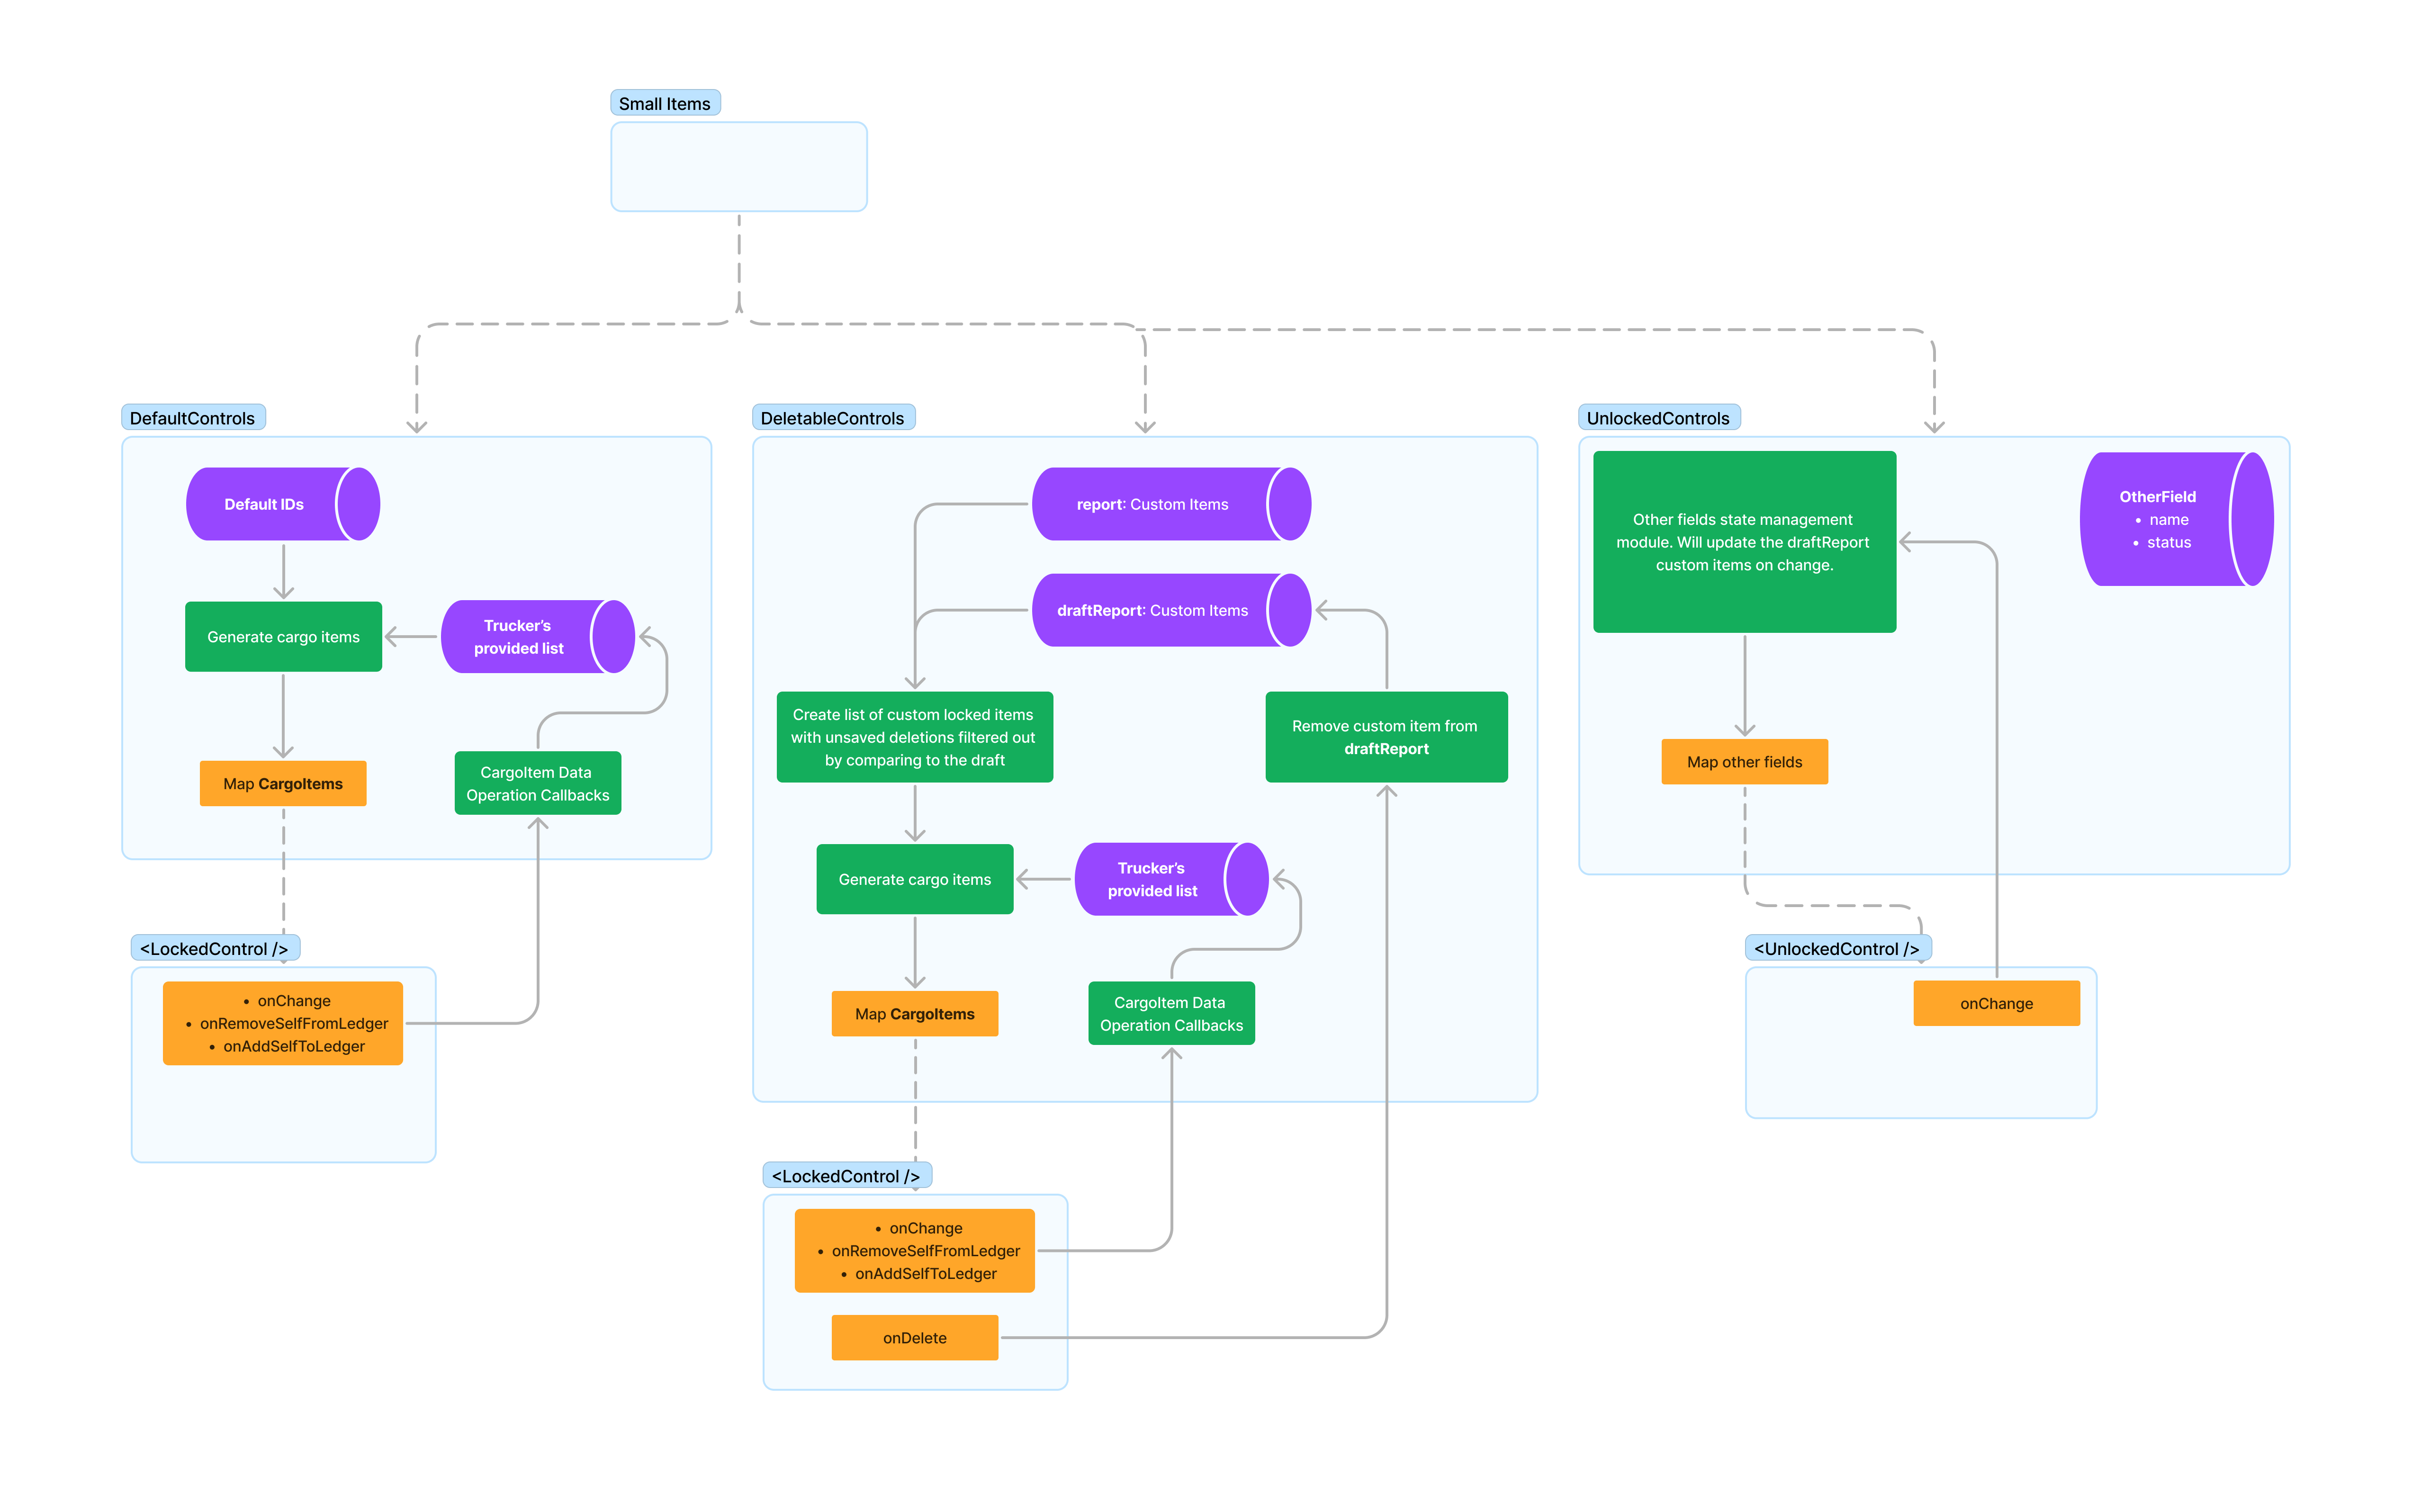 Small Items
DefaultControls
Default IDs
Generate cargo items
Trucker’s
provided list
Map CargoItems
CargoItem Data
Operation Callbacks
<LockedControl />
• onChange
• onRemoveSelfFromLedger
• onAddSelfToLedger
DeletableControls
report: Custom Items
draftReport: Custom Items
Create list of custom locked items
with unsaved deletions filtered out
by comparing to the draft
Remove custom item from
draftReport
Generate cargo items
Trucker’s
provided list
Map CargoItems
CargoItem Data
Operation Callbacks
<LockedControl />
• onChange
• onRemoveSelfFromLedger
• onAddSelfToLedger
onDelete
UnlockedControls
Other fields state management
module. Will update the draftReport
custom items on change.
OtherField
• name
• status
Map other fields
<UnlockedControl />
onChange